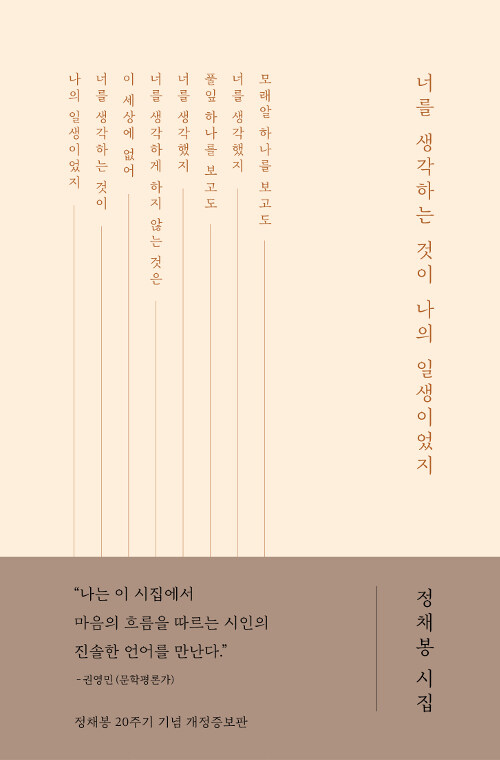 너를 생각하는 것이 나의 일생이었지
모래알 하나를 보고도
너를 생각했지
풀잎 하나를 보고도
너를 생각했지
너를 생각하게 하지 않는 것은
이 세상에 없어
너를 생각하는 것이
나의 일생이었지
정채봉 시집
“나는 이 시집에서
마음의 흐름을 따르는 시인의
진솔한 언어를 만난다.”
- 권영민 (문학평론가)
정채봉 20주기 기념 개정증보판